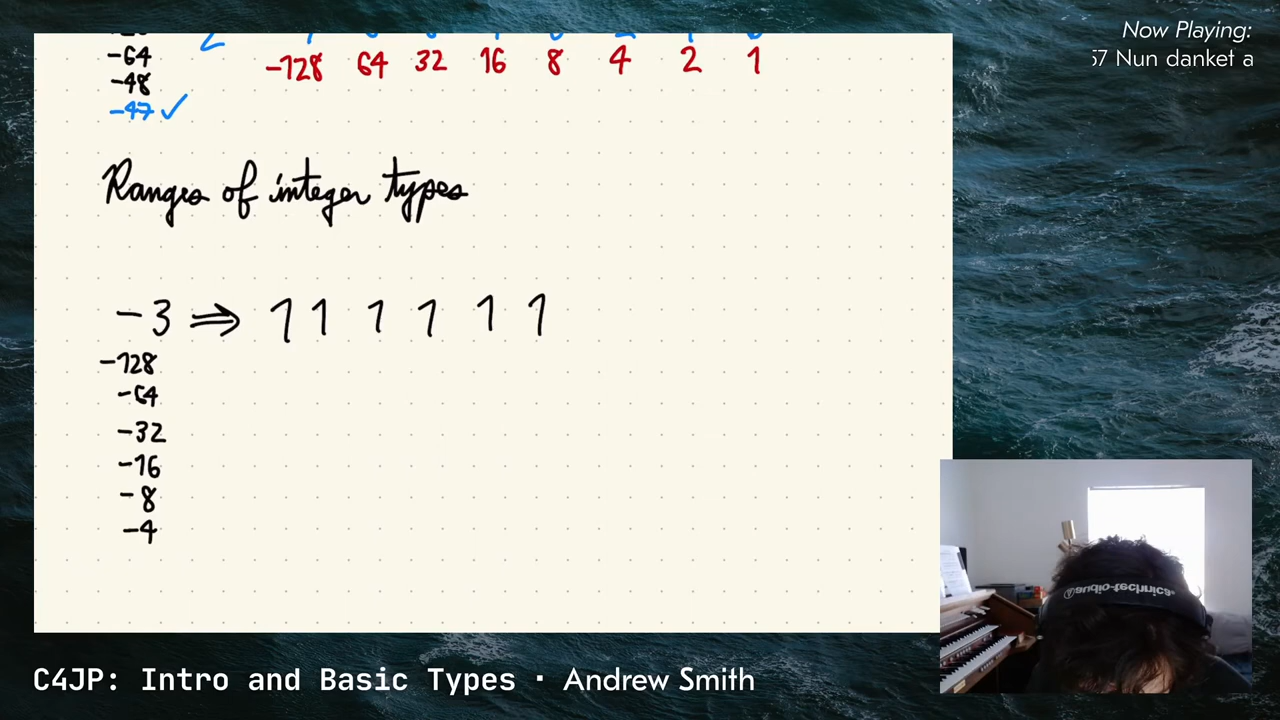 Now Playing:
57 Nun danket a
-64
-128 64 32 16 8 4 2 1
-48
-47 ✓
Ranges of integer types
-3 ⇒ 1 1 1 1 1 1
-128
-64
-32
-16
-8
-4
audio-technica
C4JP: Intro and Basic Types · Andrew Smith